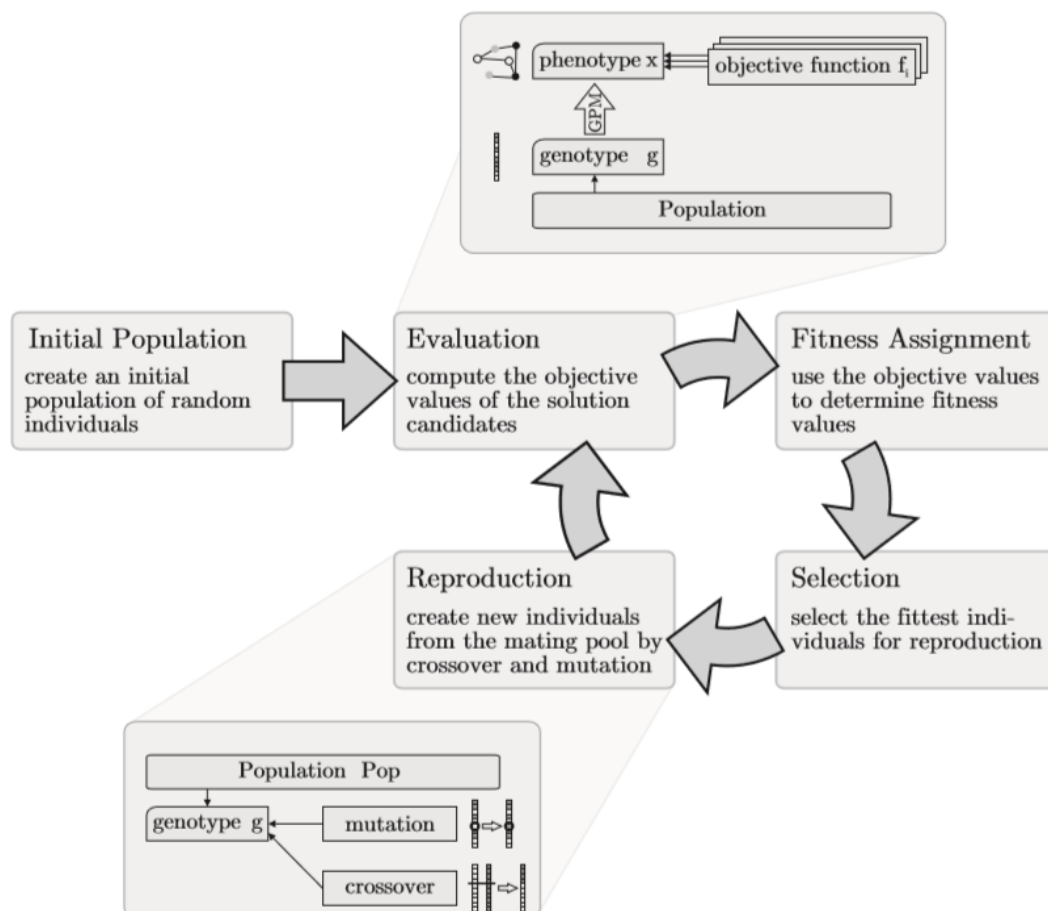 phenotype x
objective function fi
GPM
genotype g
Population
Initial Population
create an initial
population of random
individuals
Evaluation
compute the objective
values of the solution
candidates
Fitness Assignment
use the objective values
to determine fitness
values
Reproduction
create new individuals
from the mating pool by
crossover and mutation
Selection
select the fittest indi-
viduals for reproduction
Population Pop
genotype g
mutation
crossover